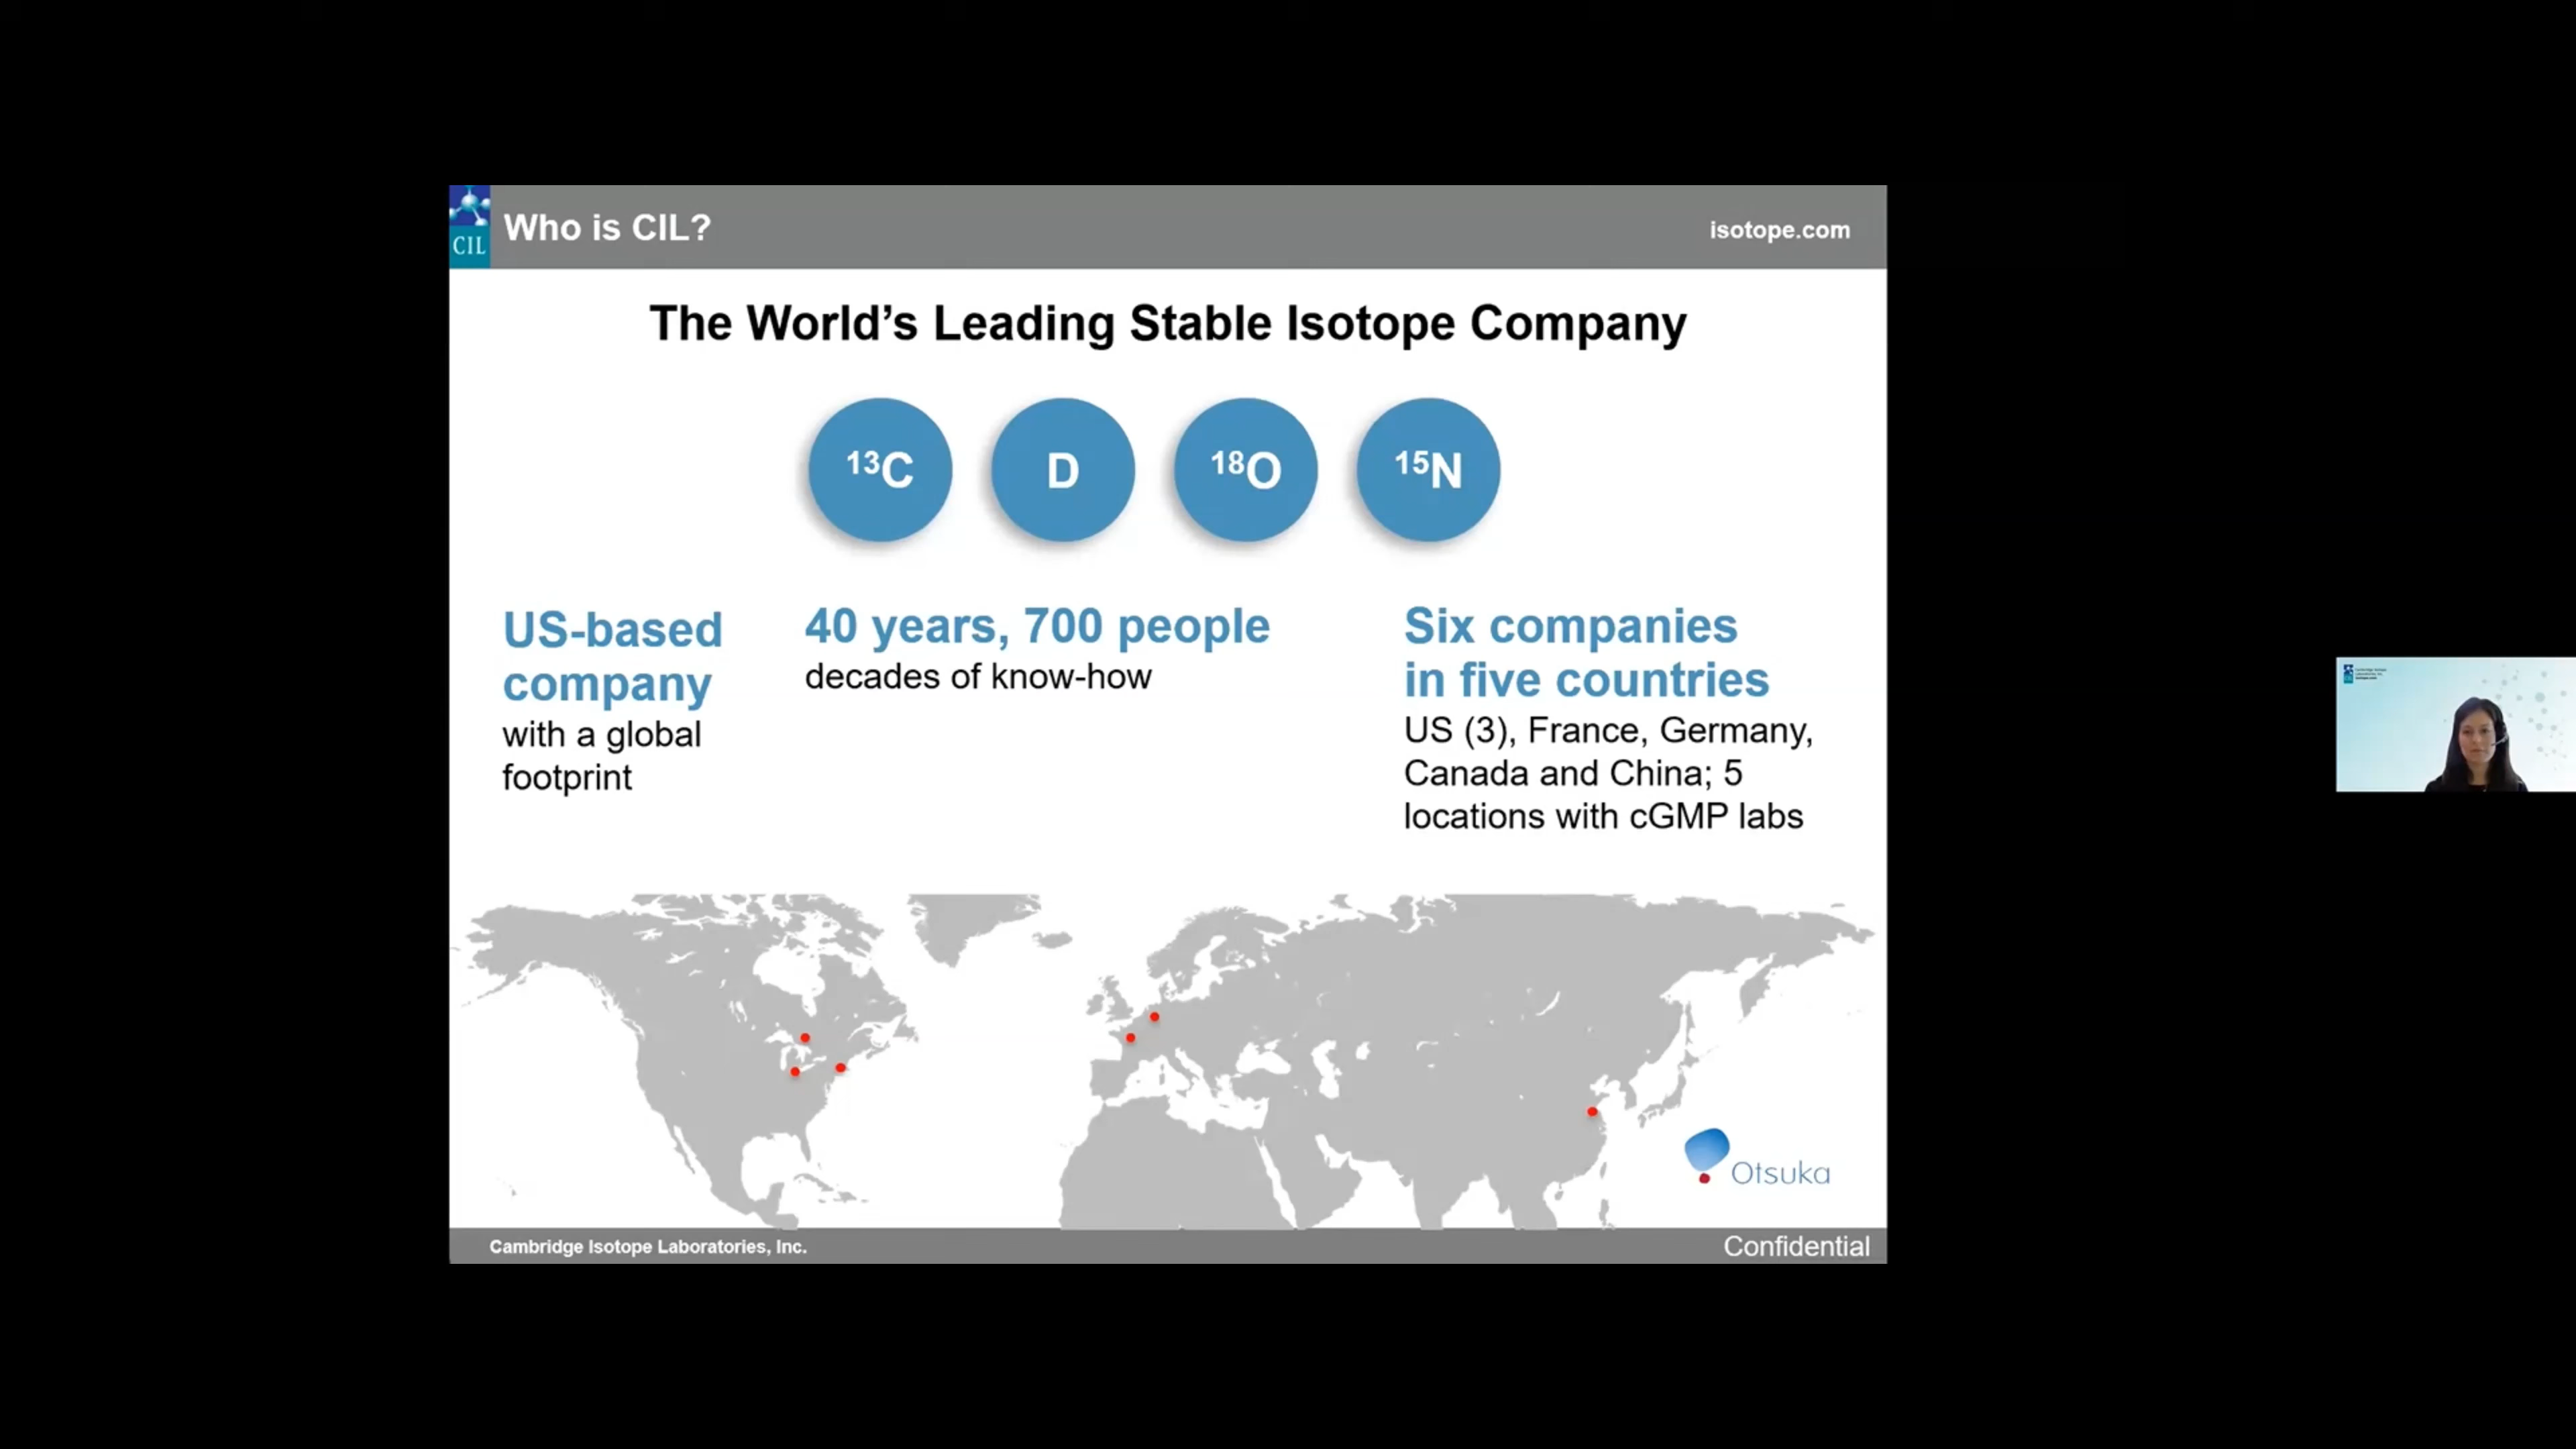 CIL
Who is CIL?
isotope.com
The World's Leading Stable Isotope Company
¹³C
D
¹⁸O
¹⁵N
US-based
company
with a global
footprint
40 years, 700 people
decades of know-how
Six companies
in five countries
US (3), France, Germany,
Canada and China; 5
locations with cGMP labs
Otsuka
Cambridge Isotope Laboratories, Inc.
Confidential